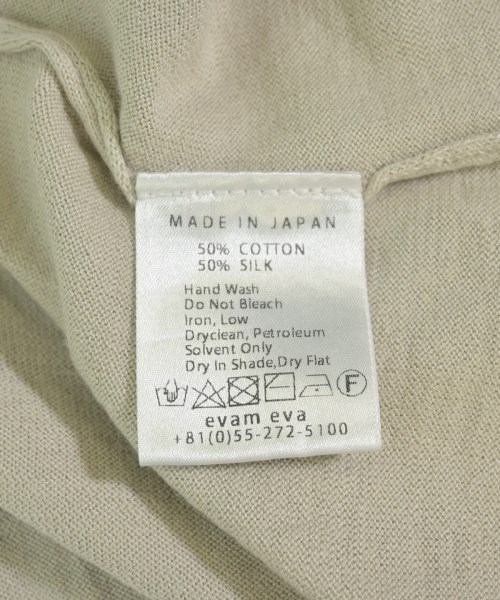 MADE IN JAPAN
50% COTTON
50% SILK
Hand Wash
Do Not Bleach
Iron, Low
Dryclean, Petroleum
Solvent Only
Dry In Shade,Dry Flat
F
evam eva
+81(0)55-272-5100